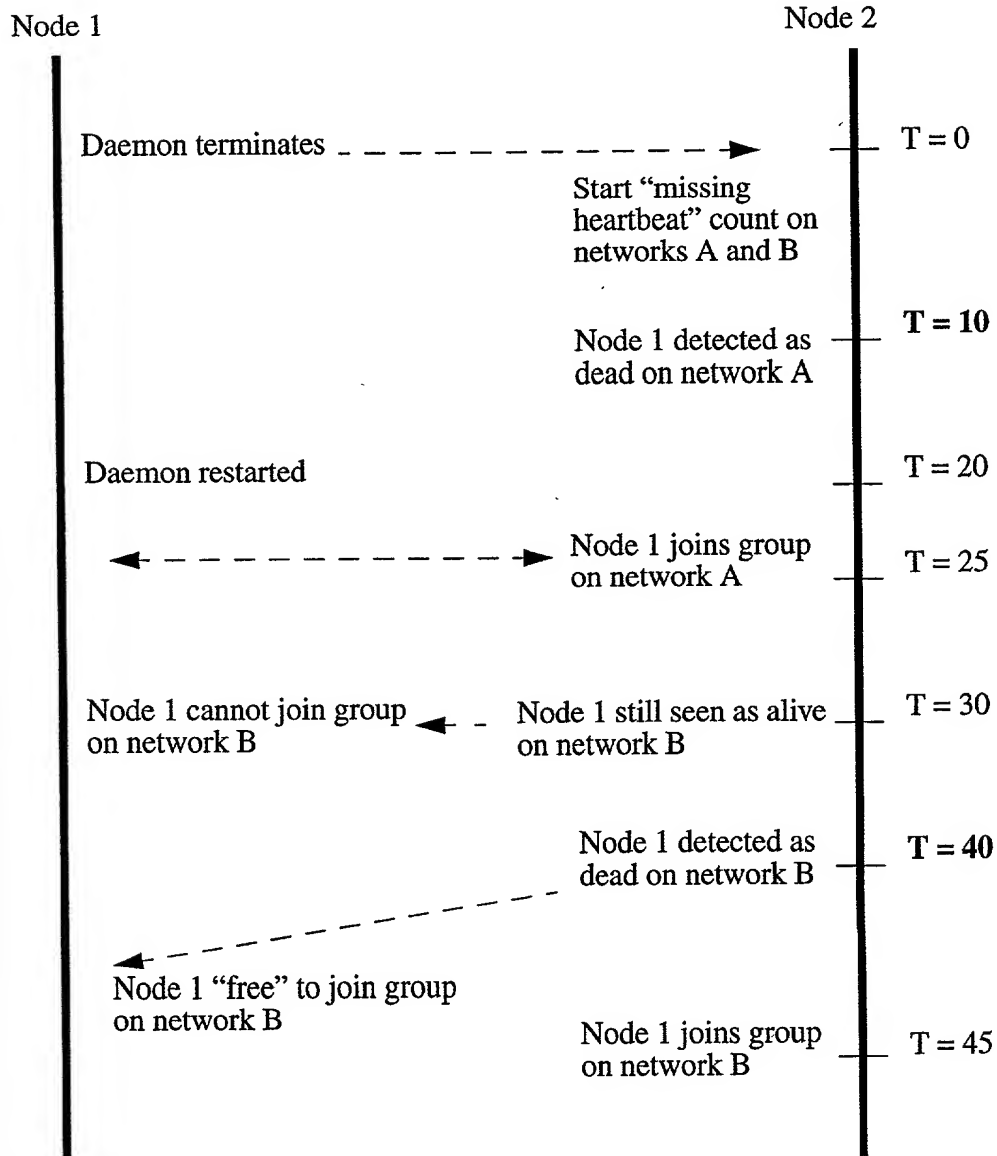 Node 1
Node 2
Daemon terminates
T = 0
Start “missing
heartbeat” count on
networks A and B
T = 10
Node 1 detected as
dead on network A
Daemon restarted
T = 20
Node 1 joins group
on network A
T = 25
Node 1 cannot join group
on network B
Node 1 still seen as alive
on network B
T = 30
Node 1 detected as
dead on network B
T = 40
Node 1 “free” to join group
on network B
Node 1 joins group
on network B
T = 45